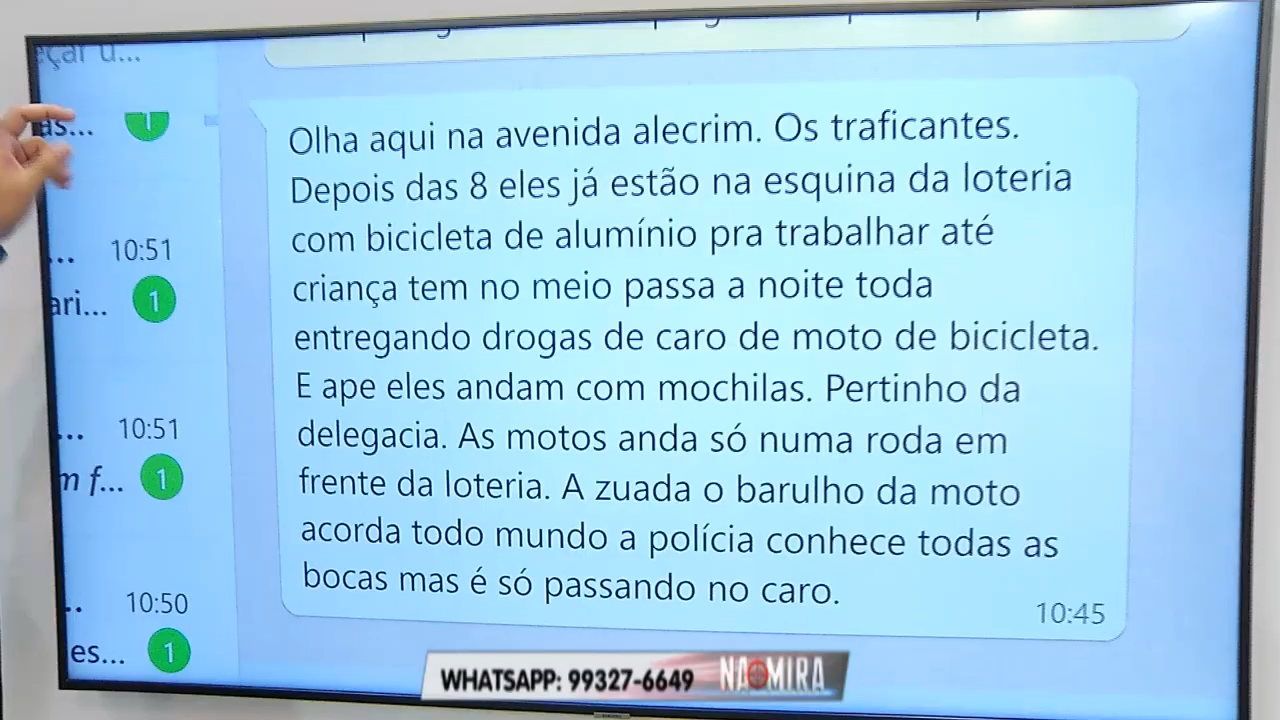 eçar u...
as... 1
... 10:51
ari... 1
... 10:51
m f... 1
.. 10:50
es... 1
Olha aqui na avenida alecrim. Os traficantes.
Depois das 8 eles já estão na esquina da loteria
com bicicleta de alumínio pra trabalhar até
criança tem no meio passa a noite toda
entregando drogas de caro de moto de bicicleta.
E ape eles andam com mochilas. Pertinho da
delegacia. As motos anda só numa roda em
frente da loteria. A zuada o barulho da moto
acorda todo mundo a polícia conhece todas as
bocas mas é só passando no caro.
10:45
WHATSAPP: 99327-6649 NA MIRA